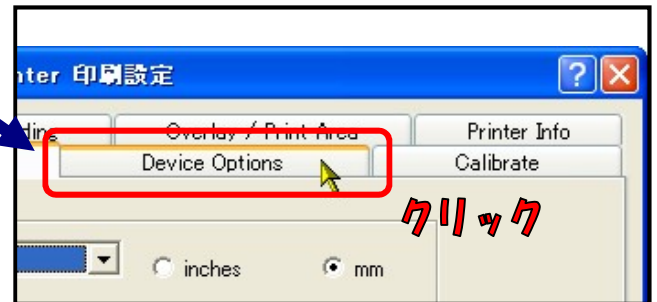 nter 印刷設定
ding Overlay / Print Area Printer Info
Device Options Calibrate
クリック
inches mm